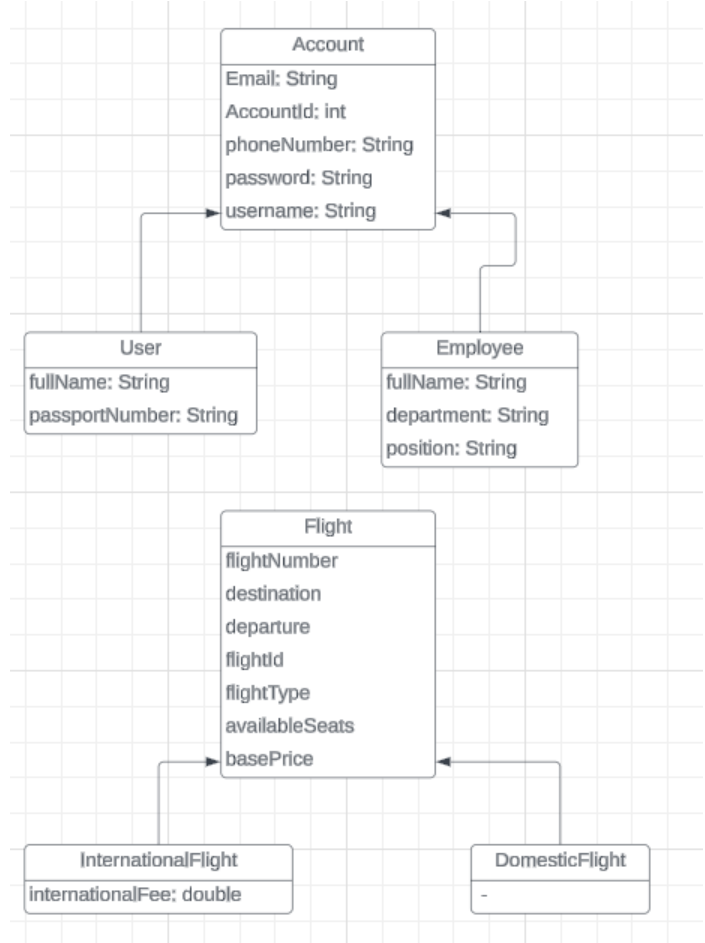 Account
Email: String
AccountId: int
phoneNumber: String
password: String
username: String
User
fullName: String
passportNumber: String
Employee
fullName: String
department: String
position: String
Flight
flightNumber
destination
departure
flightId
flightType
availableSeats
basePrice
InternationalFlight
internationalFee: double
DomesticFlight
-